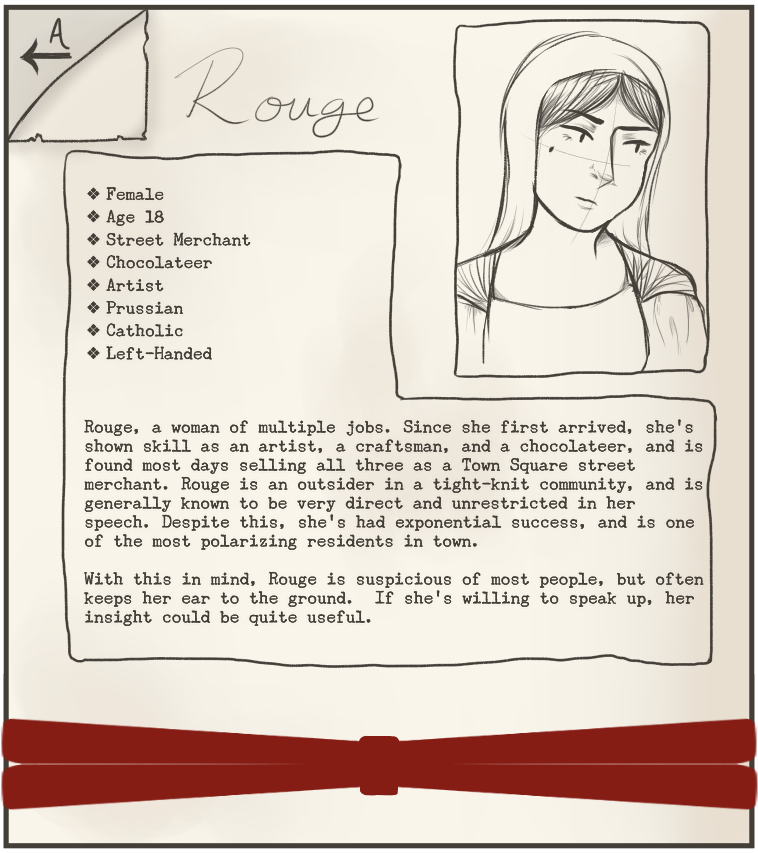 A
Rouge
❖ Female
❖ Age 18
❖ Street Merchant
❖ Chocolateer
❖ Artist
❖ Prussian
❖ Catholic
❖ Left-Handed
Rouge, a woman of multiple jobs. Since she first arrived, she's
shown skill as an artist, a craftsman, and a chocolateer, and is
found most days selling all three as a Town Square street
merchant. Rouge is an outsider in a tight-knit community, and is
generally known to be very direct and unrestricted in her
speech. Despite this, she's had exponential success, and is one
of the most polarizing residents in town.
With this in mind, Rouge is suspicious of most people, but often
keeps her ear to the ground.  If she's willing to speak up, her
insight could be quite useful.